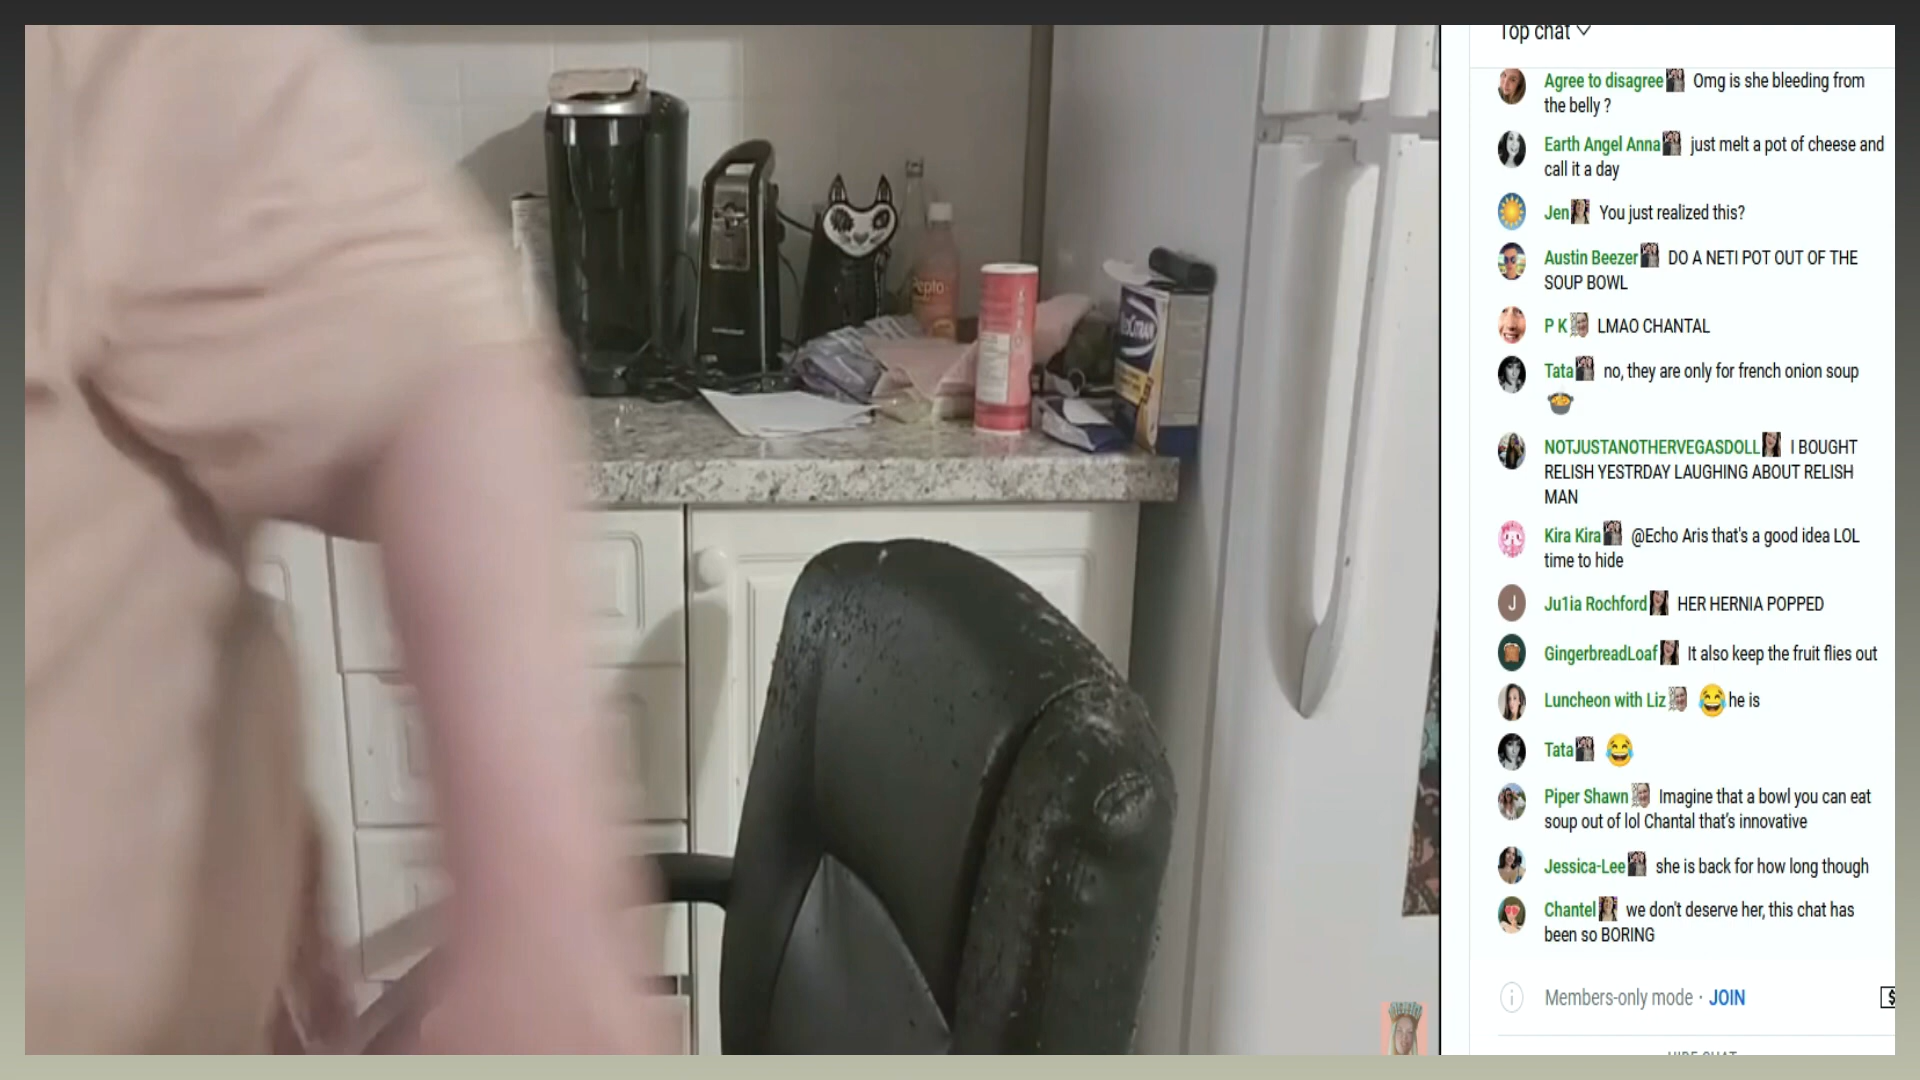 Top chat
Agree to disagree Omg is she bleeding from
the belly ?
Earth Angel Anna just melt a pot of cheese and
call it a day
Jen You just realized this?
Austin Beezer DO A NETI POT OUT OF THE
SOUP BOWL
P K LMAO CHANTAL
Tata no, they are only for french onion soup
🍲
NOTJUSTANOTHERVEGASDOLL I BOUGHT
RELISH YESTRDAY LAUGHING ABOUT RELISH
MAN
Kira Kira @Echo Aris that's a good idea LOL
time to hide
J
Ju1ia Rochford HER HERNIA POPPED
GingerbreadLoaf It also keep the fruit flies out
Luncheon with Liz 😂 he is
Tata 😂
Piper Shawn Imagine that a bowl you can eat
soup out of lol Chantal that's innovative
Jessica-Lee she is back for how long though
Chantel we don't deserve her, this chat has
been so BORING
Members-only mode · JOIN
HIDE CHAT
Pepto